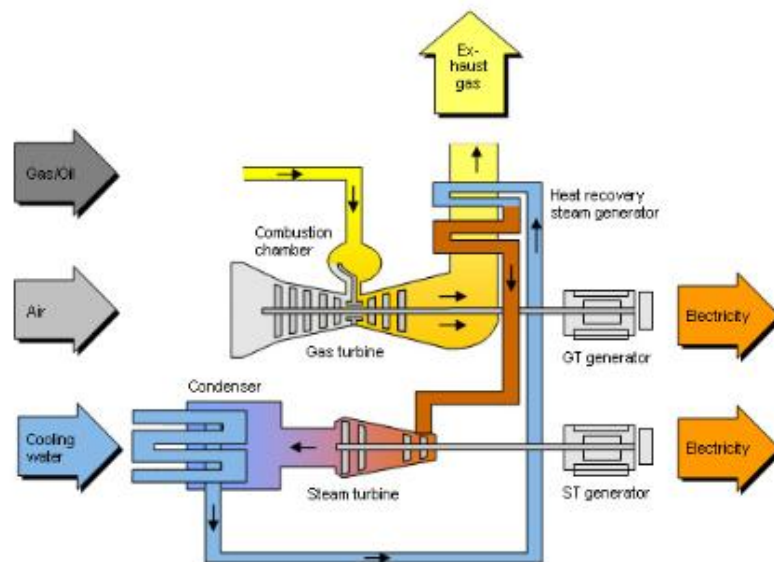 Ex-
haust
gas
Gas/Oil
Combustion
chamber
Heat recovery
steam generator
Air
Gas turbine
GT generator
Electricity
Condenser
Cooling
water
Steam turbine
ST generator
Electricity